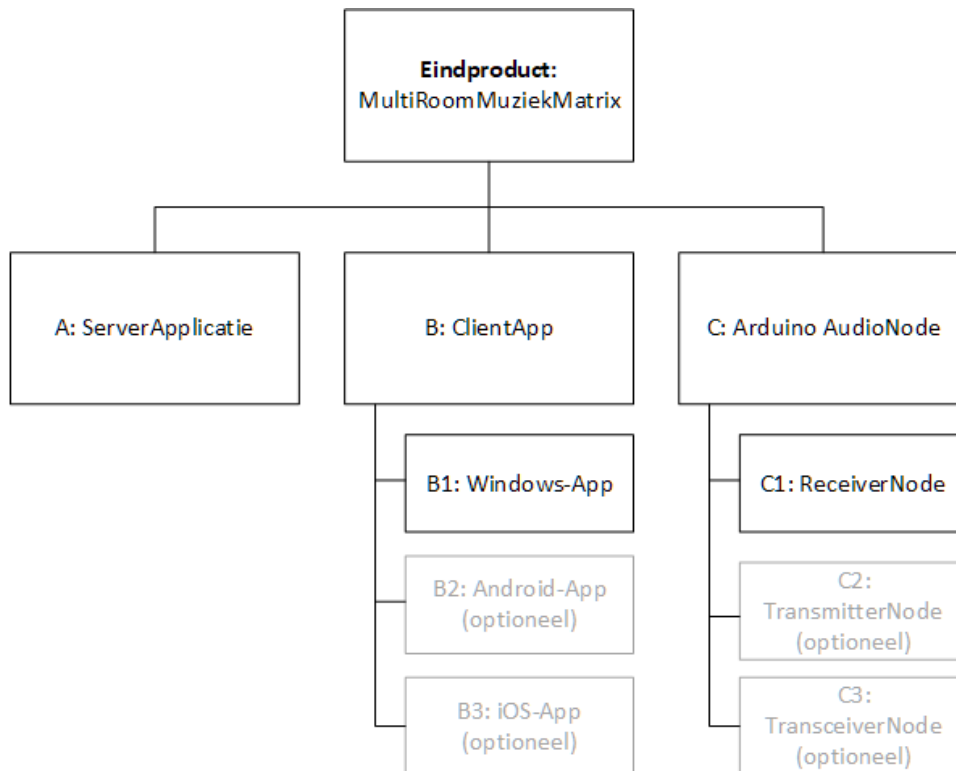 Eindproduct:
MultiRoomMuziekMatrix
A: ServerApplicatie
B: ClientApp
C: Arduino AudioNode
B1: Windows-App
C1: ReceiverNode
B2: Android-App
(optioneel)
C2:
TransmitterNode
(optioneel)
B3: iOS-App
(optioneel)
C3:
TransceiverNode
(optioneel)